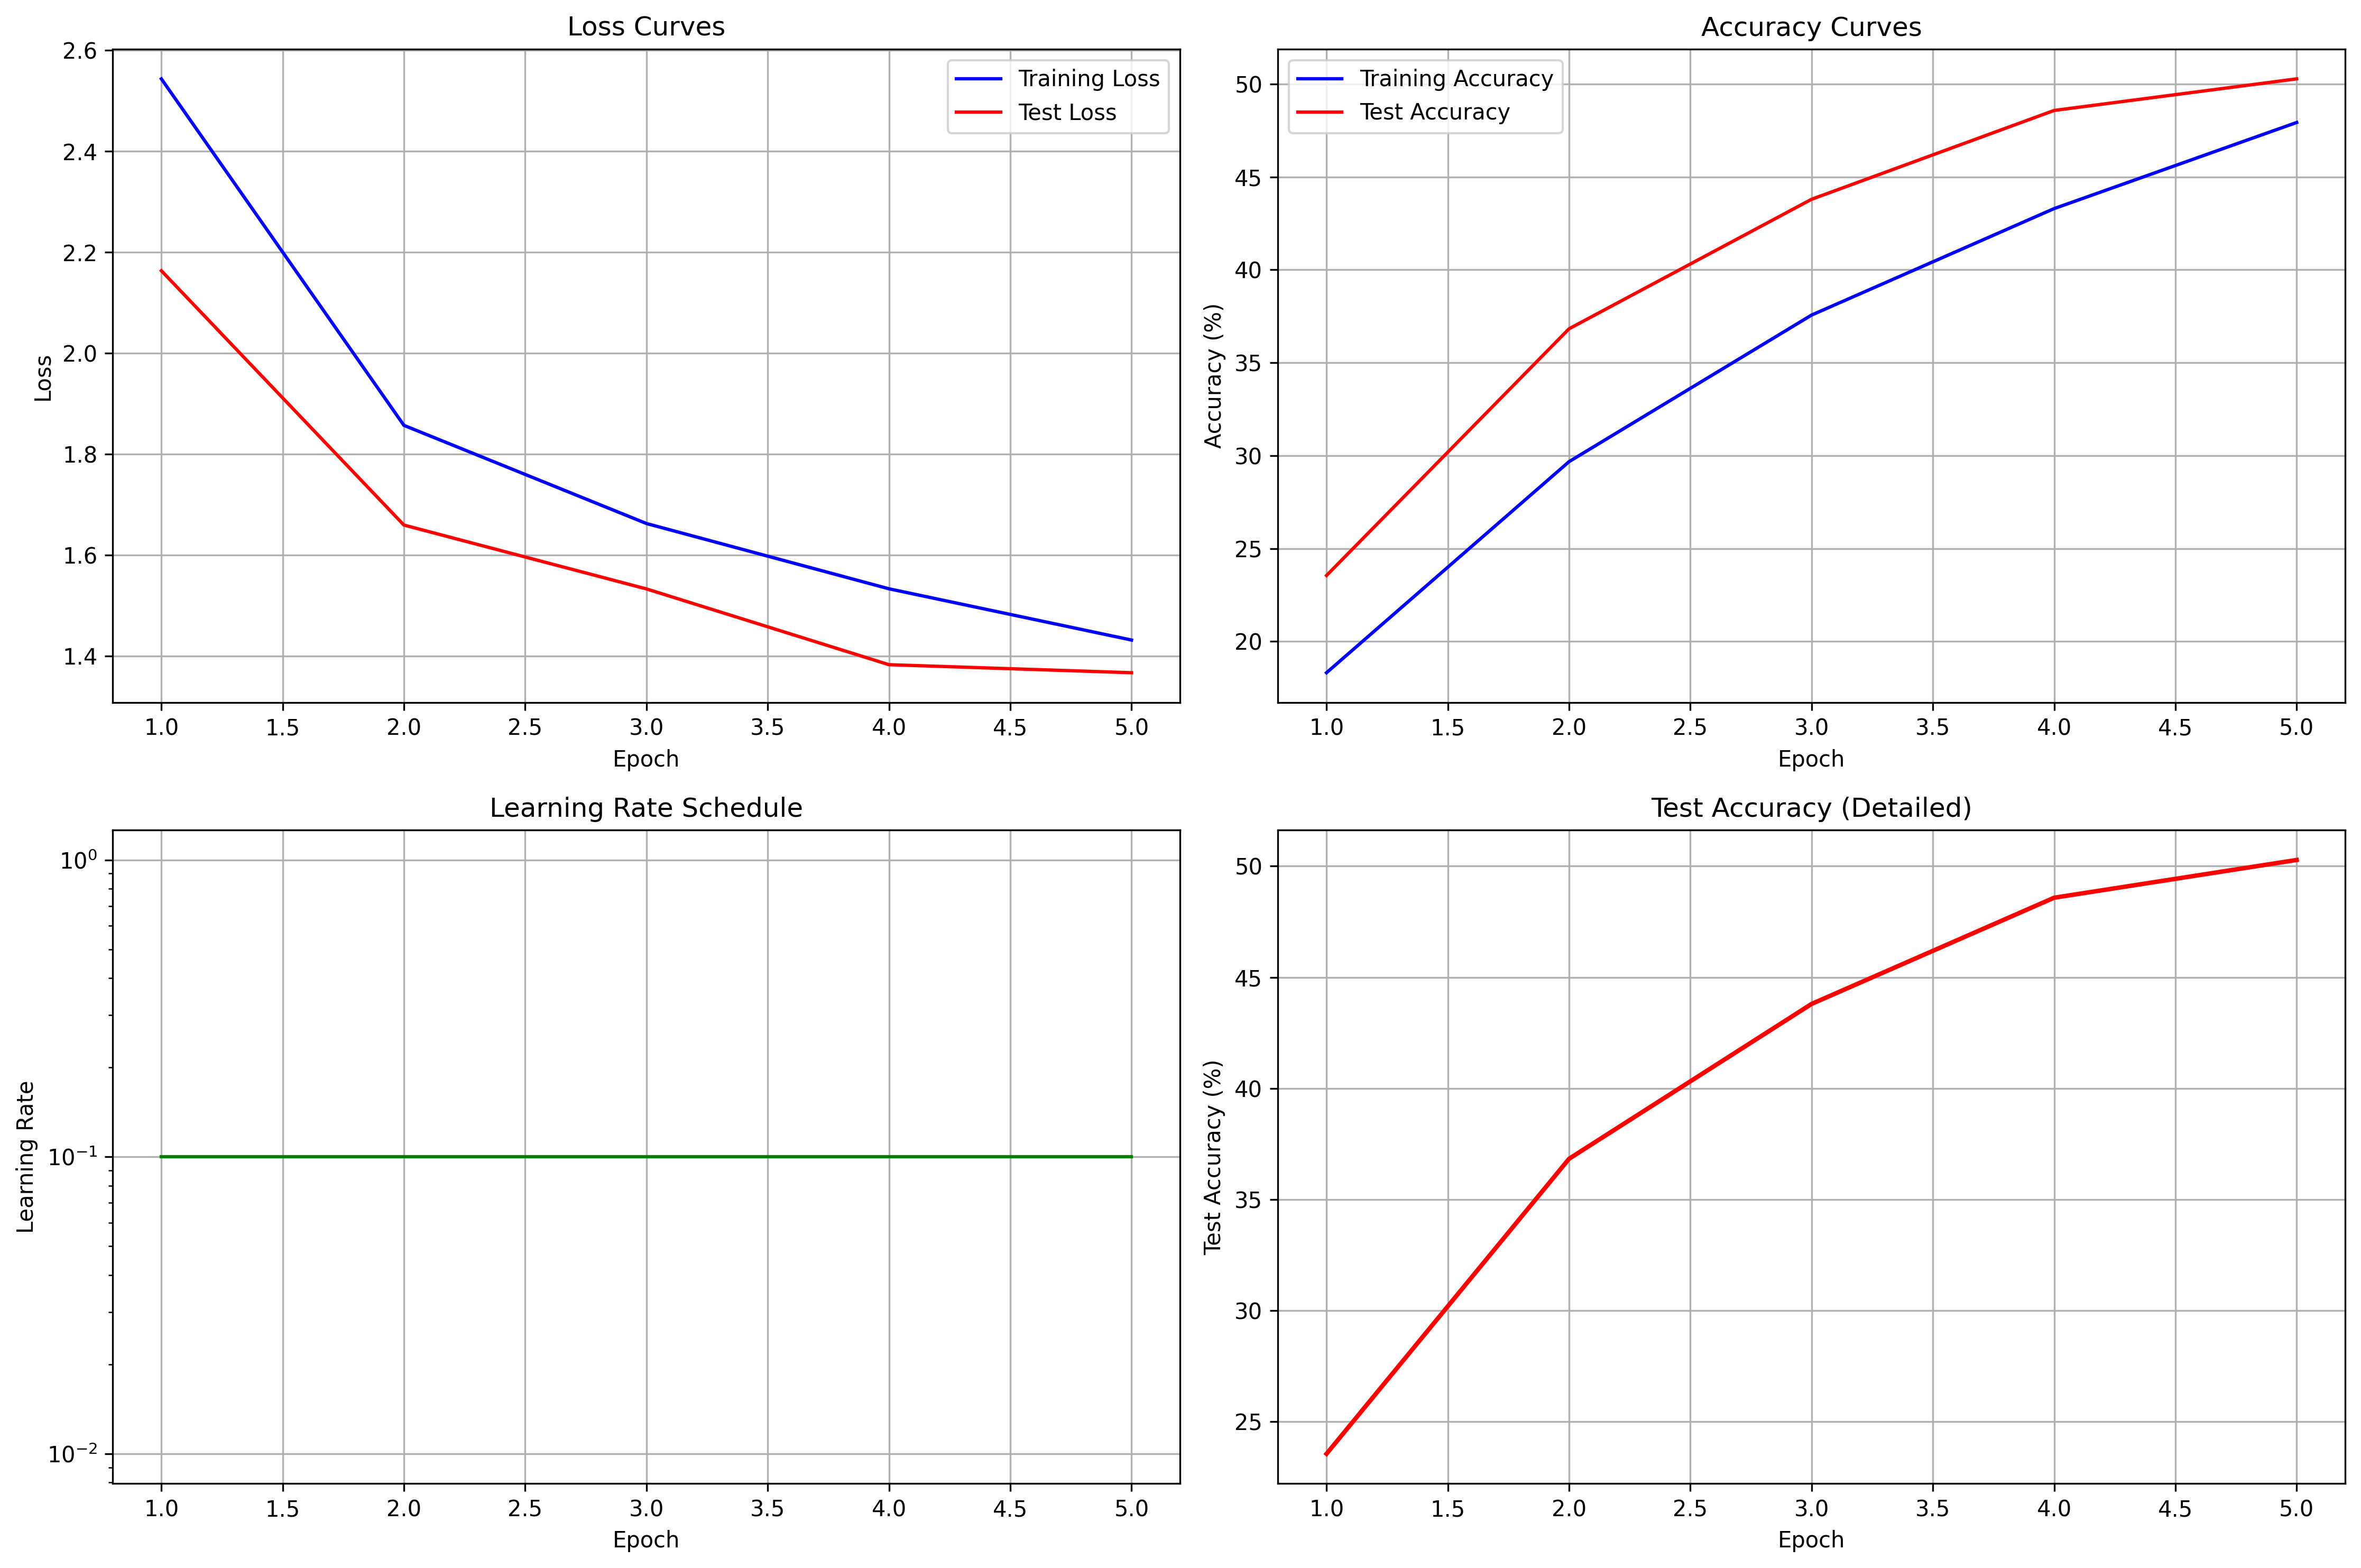 Loss Curves
2.6
2.4
2.2
2.0
1.8
1.6
1.4
Loss
Training Loss
Test Loss
1.0 1.5 2.0 2.5 3.0 3.5 4.0 4.5 5.0
Epoch
Accuracy Curves
50
45
40
35
30
25
20
Accuracy (%)
Training Accuracy
Test Accuracy
1.0 1.5 2.0 2.5 3.0 3.5 4.0 4.5 5.0
Epoch
Learning Rate Schedule
10⁰
10⁻¹
10⁻²
Learning Rate
1.0 1.5 2.0 2.5 3.0 3.5 4.0 4.5 5.0
Epoch
Test Accuracy (Detailed)
50
45
40
35
30
25
Test Accuracy (%)
1.0 1.5 2.0 2.5 3.0 3.5 4.0 4.5 5.0
Epoch